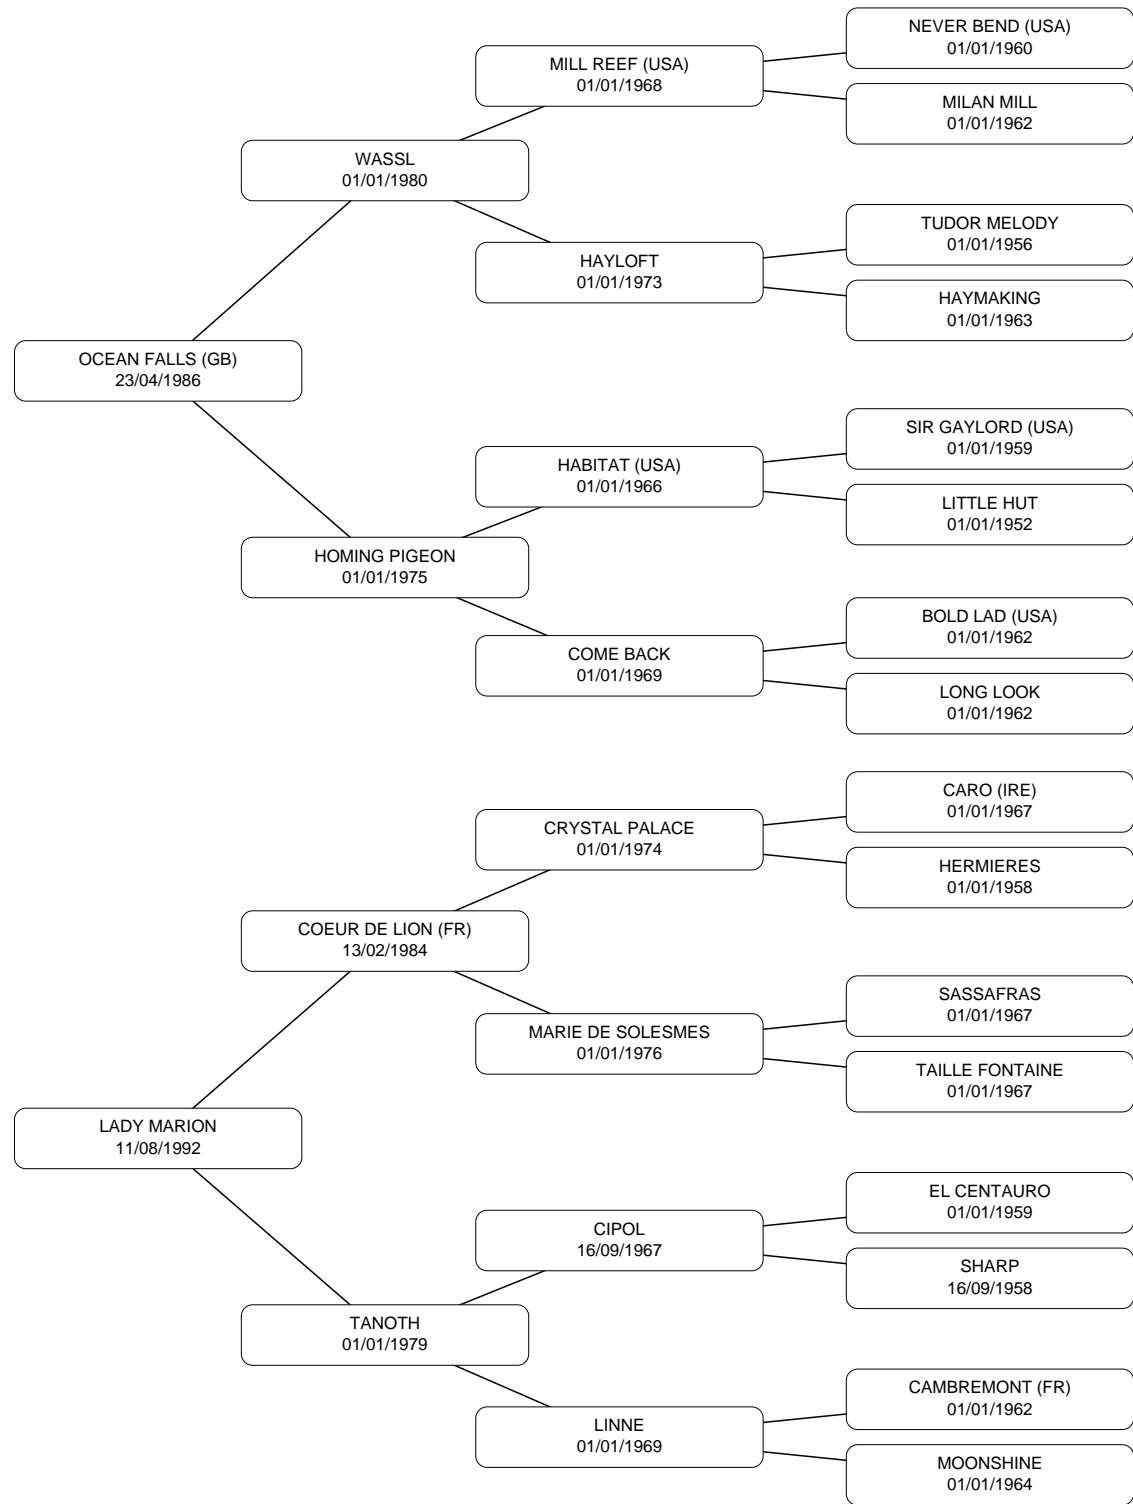 NEVER BEND (USA)
01/01/1960
MILL REEF (USA)
01/01/1968
MILAN MILL
01/01/1962
WASSL
01/01/1980
TUDOR MELODY
01/01/1956
HAYLOFT
01/01/1973
HAYMAKING
01/01/1963
OCEAN FALLS (GB)
23/04/1986
SIR GAYLORD (USA)
01/01/1959
HABITAT (USA)
01/01/1966
LITTLE HUT
01/01/1952
HOMING PIGEON
01/01/1975
BOLD LAD (USA)
01/01/1962
COME BACK
01/01/1969
LONG LOOK
01/01/1962
CARO (IRE)
01/01/1967
CRYSTAL PALACE
01/01/1974
HERMIERES
01/01/1958
COEUR DE LION (FR)
13/02/1984
SASSAFRAS
01/01/1967
MARIE DE SOLESMES
01/01/1976
TAILLE FONTAINE
01/01/1967
LADY MARION
11/08/1992
EL CENTAURO
01/01/1959
CIPOL
16/09/1967
SHARP
16/09/1958
TANOTH
01/01/1979
CAMBREMONT (FR)
01/01/1962
LINNE
01/01/1969
MOONSHINE
01/01/1964